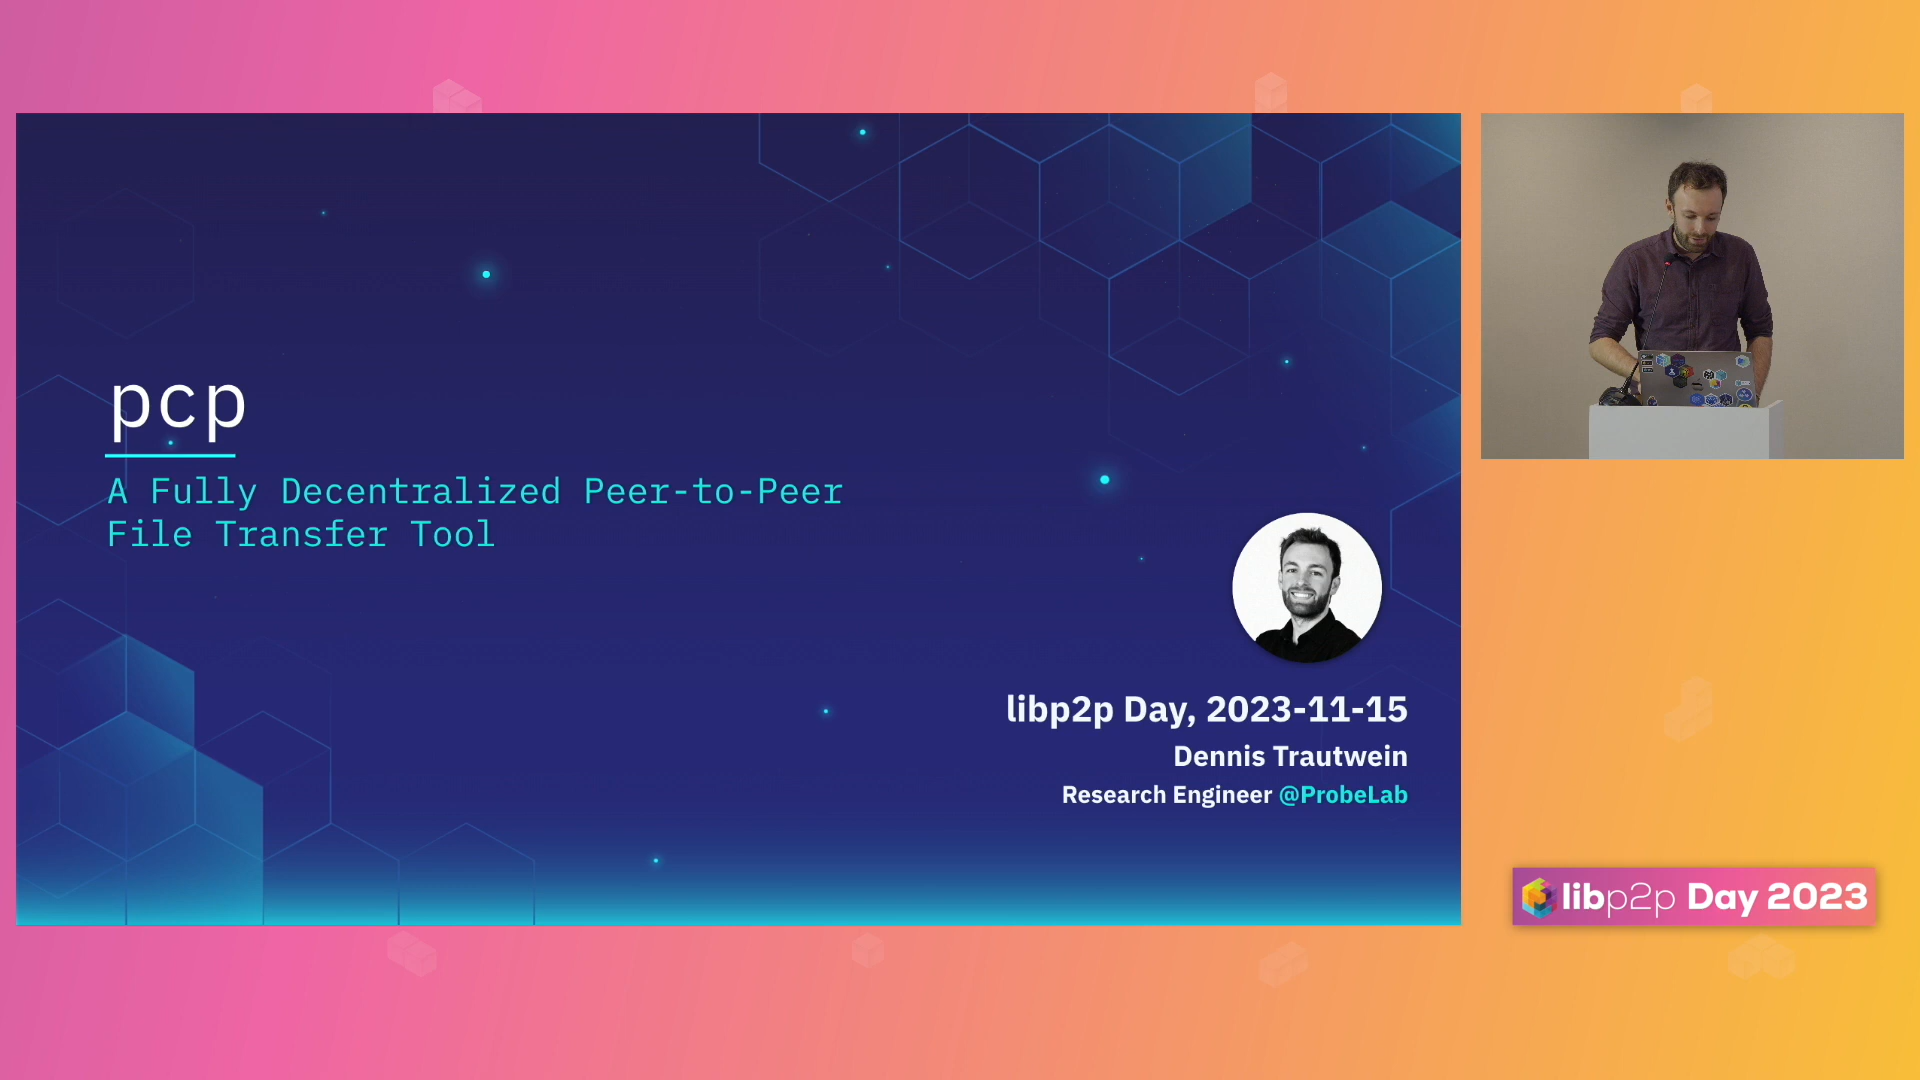 pcp
A Fully Decentralized Peer-to-Peer
File Transfer Tool
libp2p Day, 2023-11-15
Dennis Trautwein
Research Engineer @ProbeLab
libp2p Day 2023